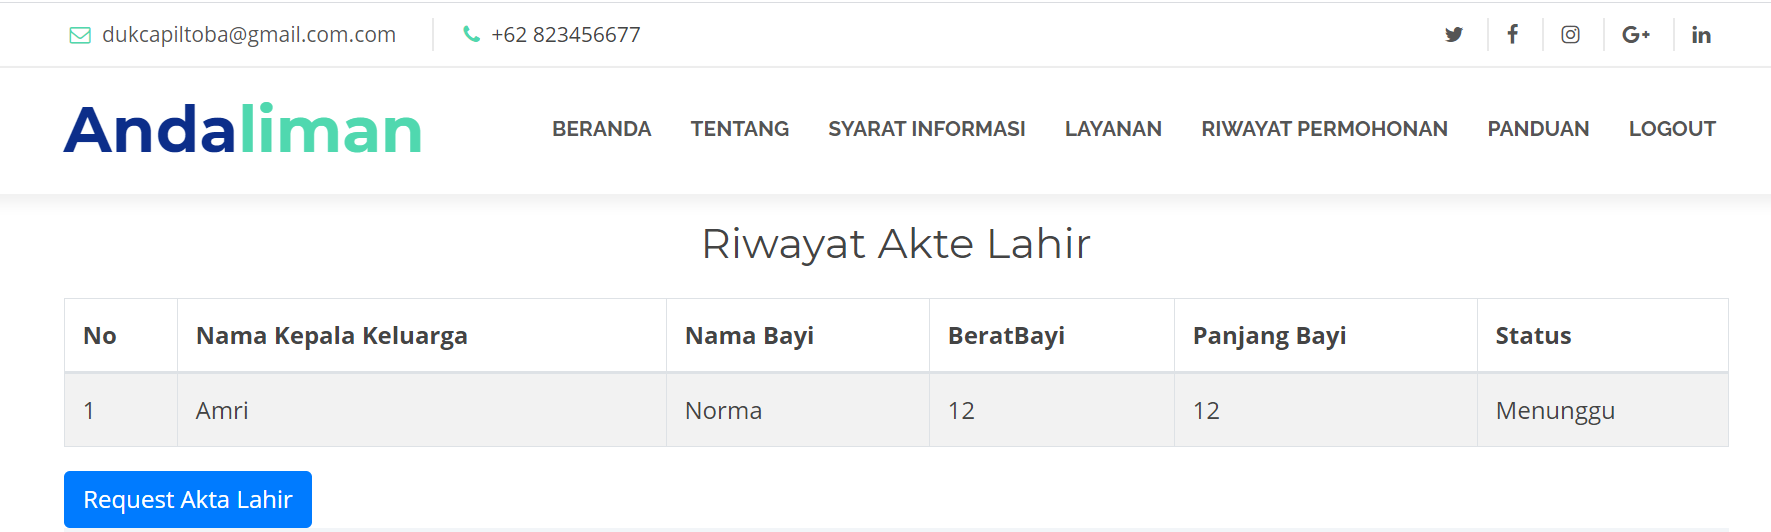 dukcapiltoba@gmail.com.com +62 823456677
Andaliman BERANDA TENTANG SYARAT INFORMASI LAYANAN RIWAYAT PERMOHONAN PANDUAN LOGOUT
Riwayat Akte Lahir
No Nama Kepala Keluarga Nama Bayi BeratBayi Panjang Bayi Status
1 Amri Norma 12 12 Menunggu
Request Akta Lahir